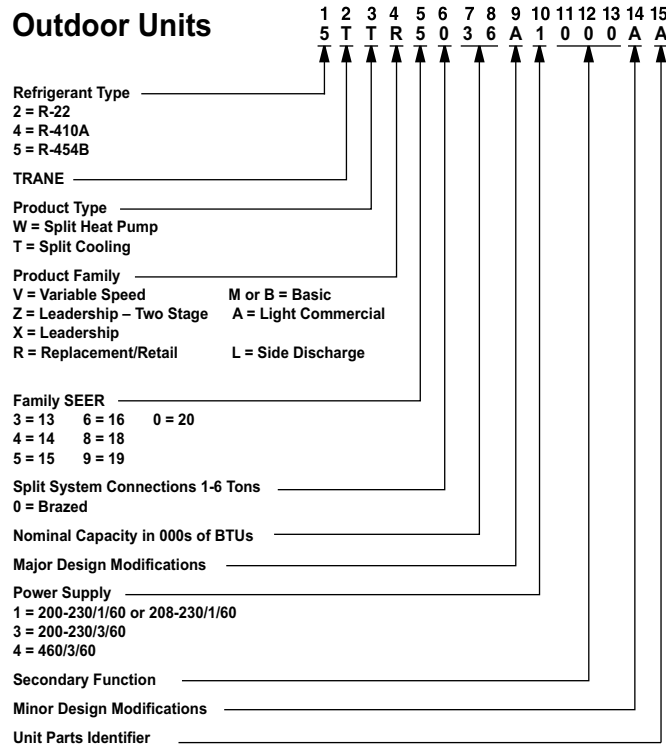 Outdoor Units
1 2 3 4 5 6 7 8 9 10 11 12 13 14 15
5 T T R 5 0 3 6 A 1 0 0 0 A A
Refrigerant Type
2 = R-22
4 = R-410A
5 = R-454B
TRANE
Product Type
W = Split Heat Pump
T = Split Cooling
Product Family
V = Variable Speed M or B = Basic
Z = Leadership – Two Stage A = Light Commercial
X = Leadership
R = Replacement/Retail L = Side Discharge
Family SEER
3 = 13 6 = 16 0 = 20
4 = 14 8 = 18
5 = 15 9 = 19
Split System Connections 1-6 Tons
0 = Brazed
Nominal Capacity in 000s of BTUs
Major Design Modifications
Power Supply
1 = 200-230/1/60 or 208-230/1/60
3 = 200-230/3/60
4 = 460/3/60
Secondary Function
Minor Design Modifications
Unit Parts Identifier